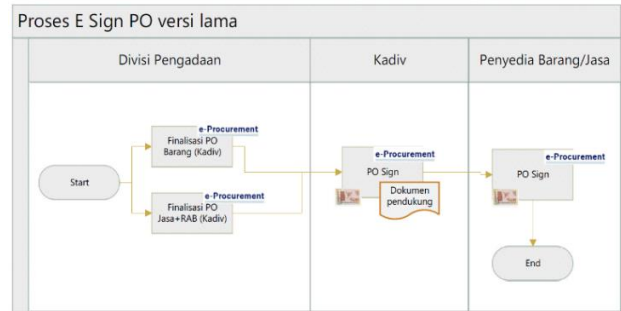 Proses E Sign PO versi lama
Divisi Pengadaan
Kadiv
Penyedia Barang/Jasa
Start
e-Procurement
Finalisasi PO
Barang (Kadiv)
e-Procurement
Finalisasi PO
Jasa+RAB (Kadiv)
e-Procurement
PO Sign
Dokumen
pendukung
e-Procurement
PO Sign
End